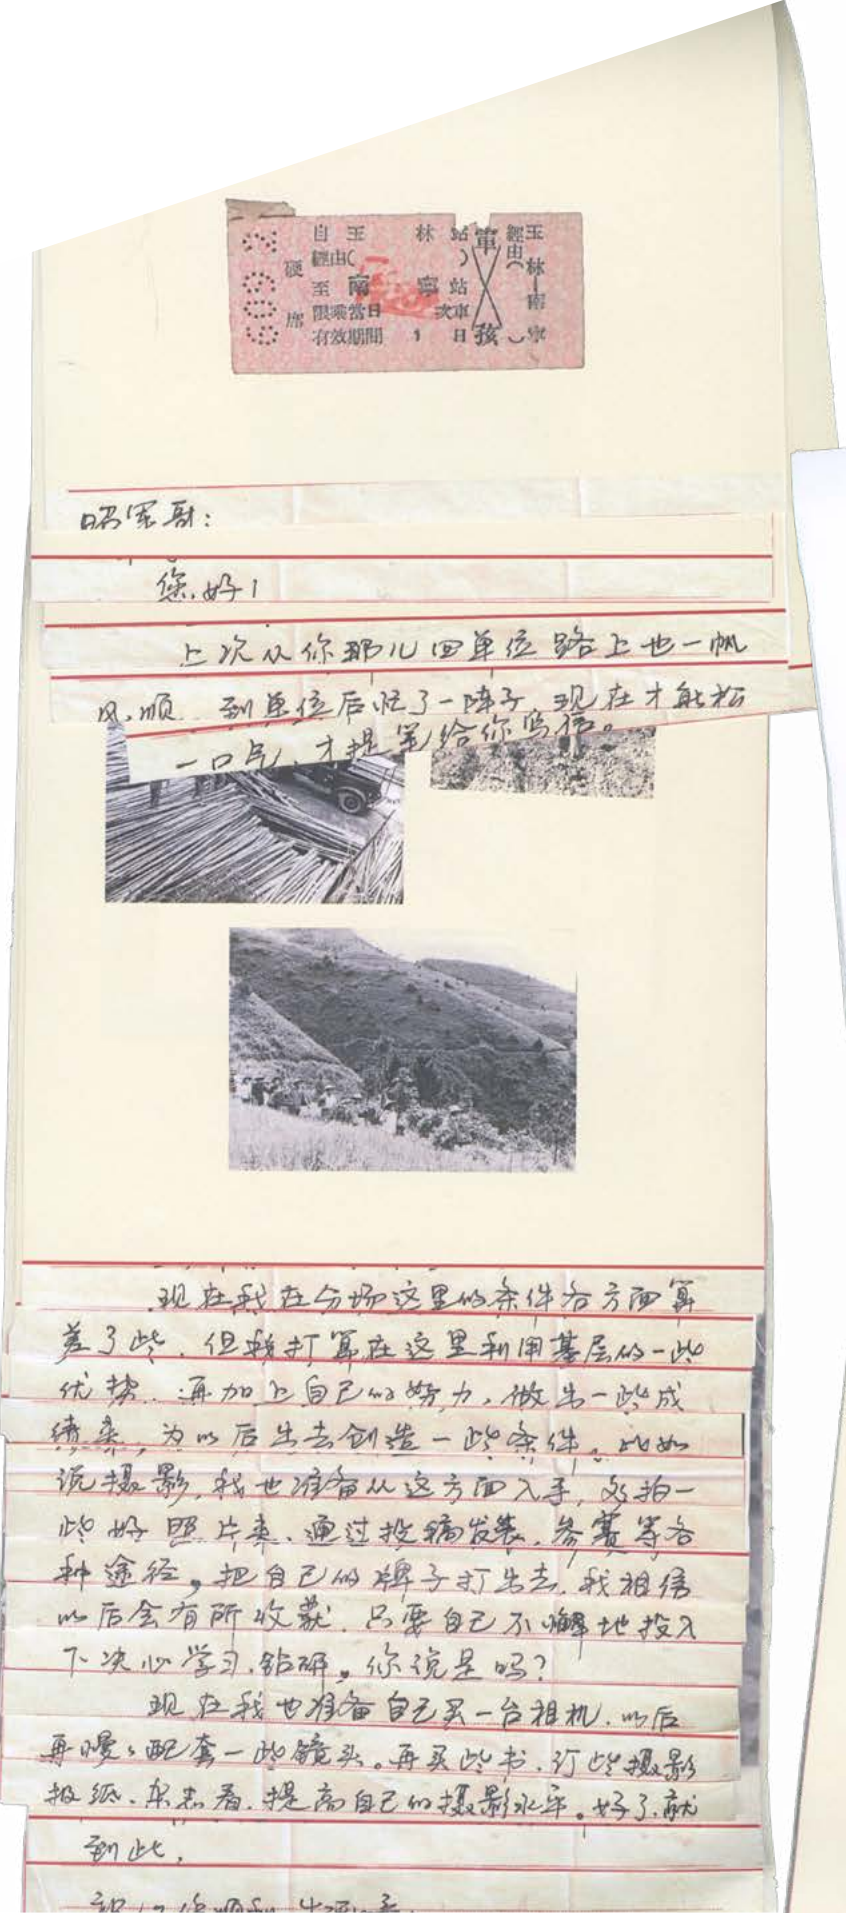 自玉林站
經由( )
至南寧站
限乘當日 次車
有效期間 1 日
硬席
玉林—南寧
經由( )
昭军哥：
您好！
上次从你那儿回单位路上也一帆
风顺 到单位后忙了一阵子 现在才能松
一口气，才提笔给你写信。
现在我在分场这里的条件各方面算
差了些，但我打算在这里利用基层的一些
优势，再加上自己的努力，做出一些成
绩来，为以后出去创造一些条件。比如
说摄影，我也准备从这方面入手，多拍一
些好照片来，通过投稿发表，参赛等各
种途径，把自己的牌子打出去，我相信
以后会有所收获，只要自己不懈地投入
下决心学习，钻研。你说是吗？
现在我也准备自己买一台相机，以后
再慢慢配套一些镜头。再买些书，订些摄影
报纸、杂志看，提高自己的摄影水平。好了，就
到此，